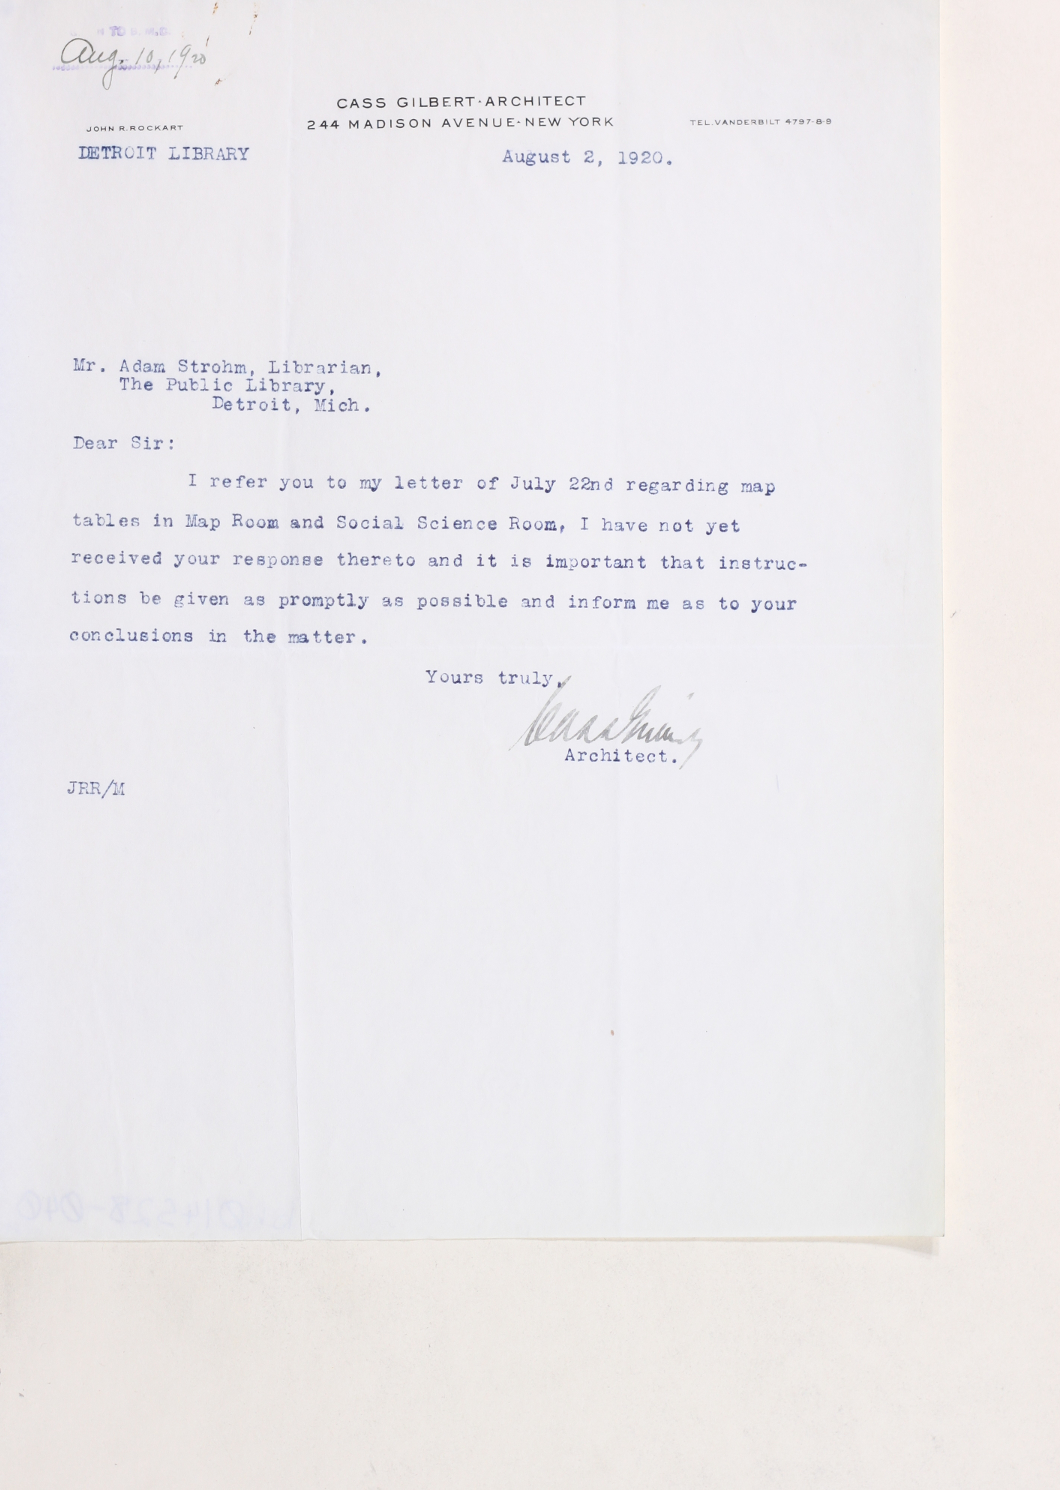 Aug. 10, 1920
CASS GILBERT·ARCHITECT
244 MADISON AVENUE·NEW YORK
JOHN R. ROCKART
TEL. VANDERBILT 4797-8-9
DETROIT LIBRARY
August 2, 1920.
Mr. Adam Strohm, Librarian,
The Public Library,
Detroit, Mich.
Dear Sir:
I refer you to my letter of July 22nd regarding map
tables in Map Room and Social Science Room, I have not yet
received your response thereto and it is important that instruc-
tions be given as promptly as possible and inform me as to your
conclusions in the matter.
Yours truly,
Cass Gilbert
Architect.
JRR/M